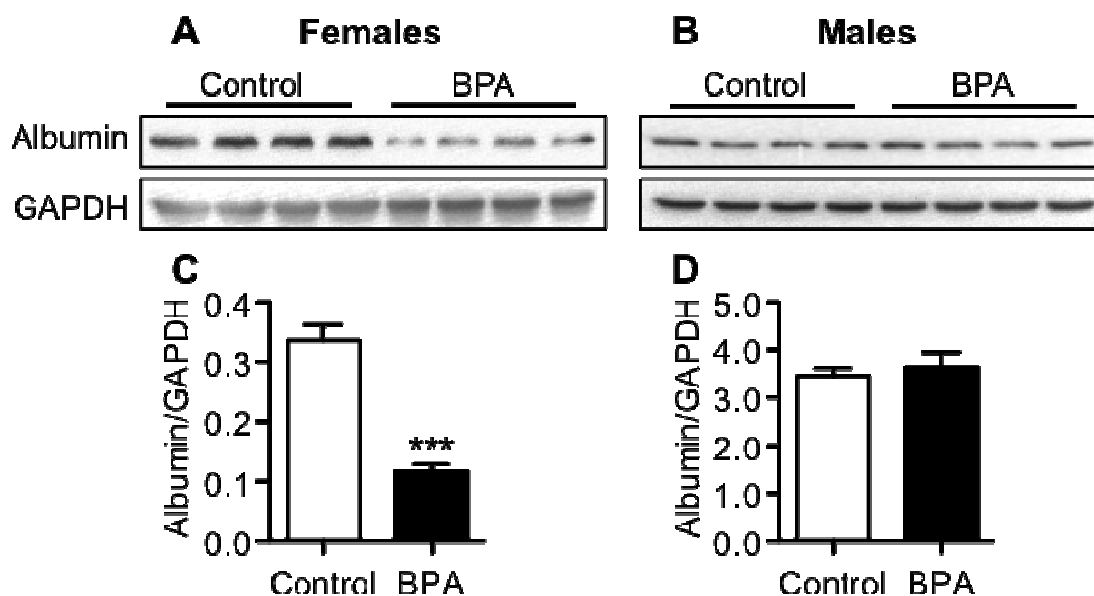 A Females B Males
Control BPA Control BPA
Albumin
GAPDH
C D
Albumin/GAPDH
0.4
0.3
0.2
0.1
0.0
***
Control BPA
Albumin/GAPDH
5.0
4.0
3.0
2.0
1.0
0.0
Control BPA